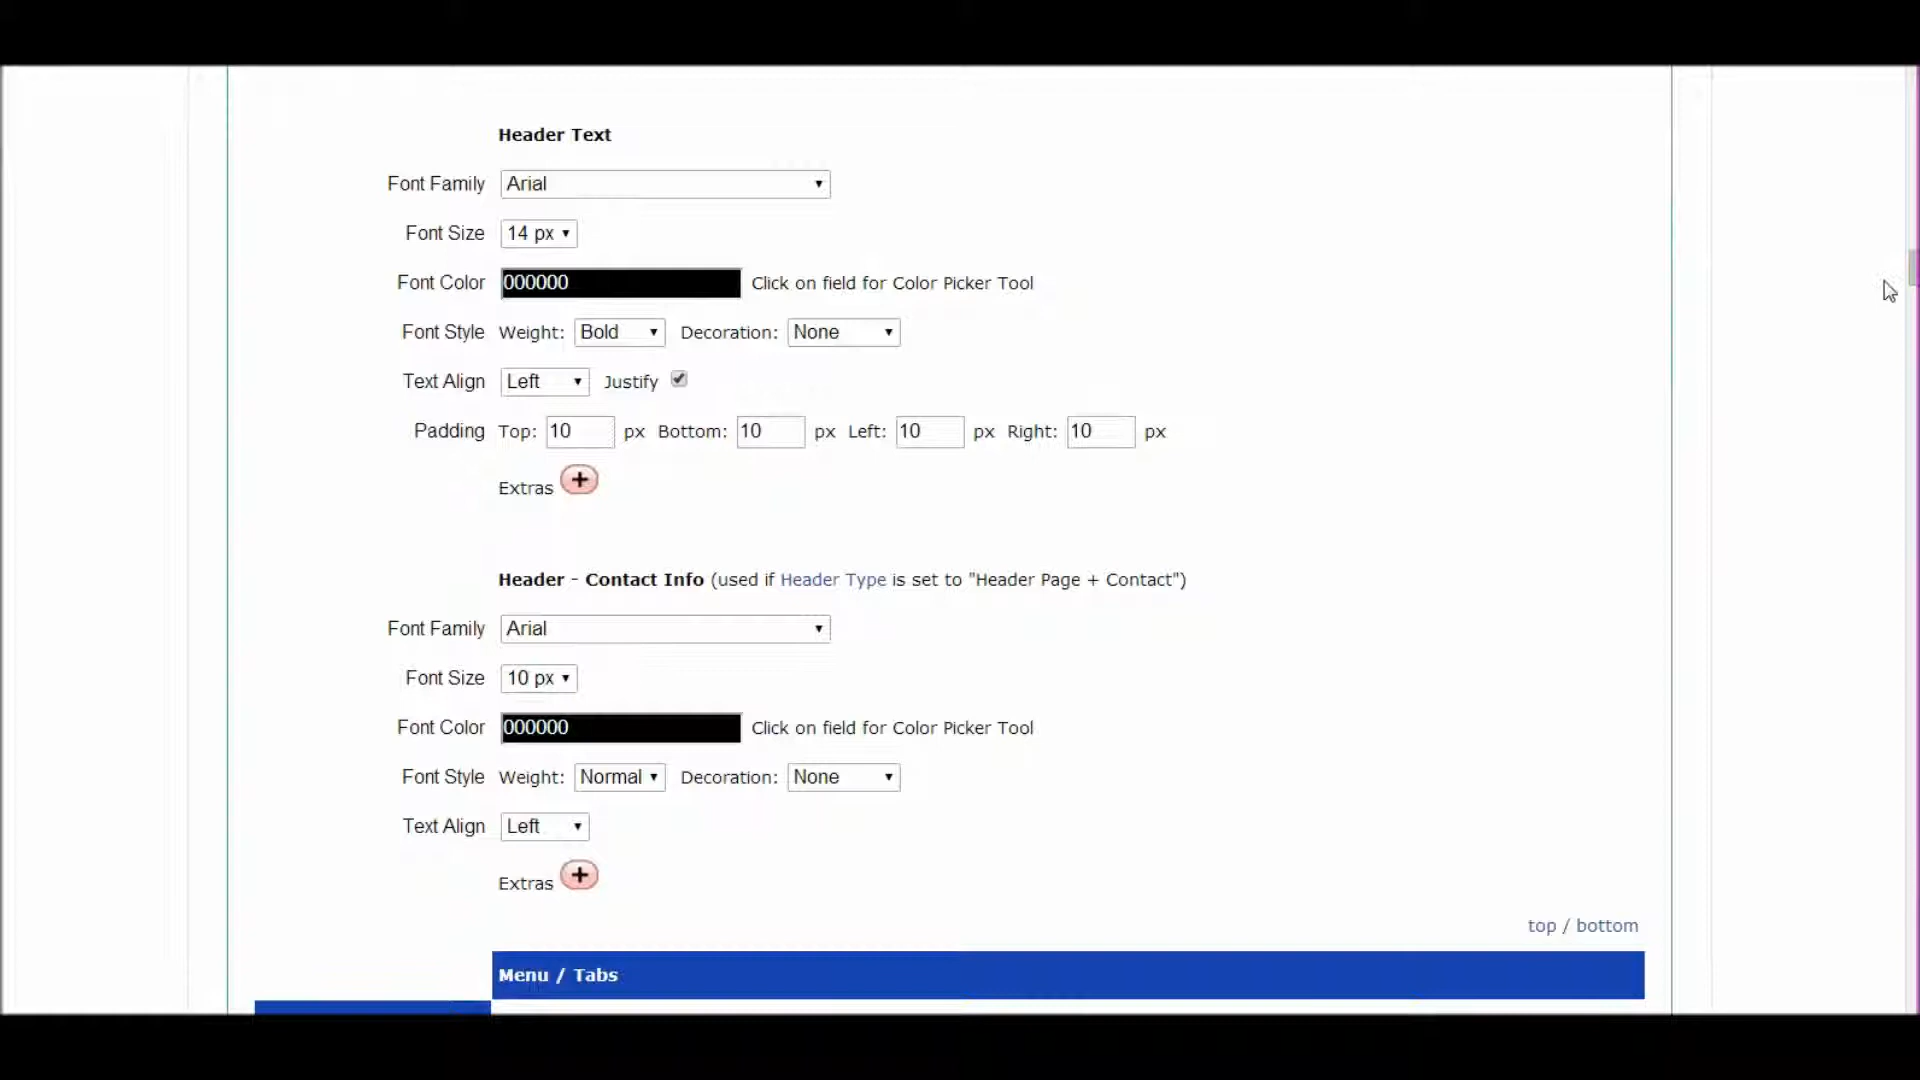 Header Text
Font Family Arial
Font Size 14 px
Font Color 000000 Click on field for Color Picker Tool
Font Style Weight: Bold Decoration: None
Text Align Left Justify
Padding Top: 10 px Bottom: 10 px Left: 10 px Right: 10 px
Extras +
Header - Contact Info (used if Header Type is set to "Header Page + Contact")
Font Family Arial
Font Size 10 px
Font Color 000000 Click on field for Color Picker Tool
Font Style Weight: Normal Decoration: None
Text Align Left
Extras +
top / bottom
Menu / Tabs